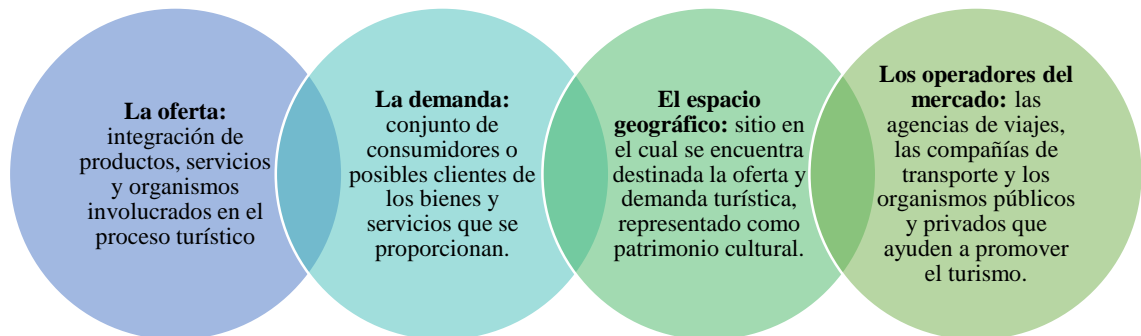 La oferta:
integración de
productos, servicios
y organismos
involucrados en el
proceso turístico
La demanda:
conjunto de
consumidores o
posibles clientes de
los bienes y
servicios que se
proporcionan.
El espacio
geográfico: sitio en
el cual se encuentra
destinada la oferta y
demanda turística,
representado como
patrimonio cultural.
Los operadores del
mercado: las
agencias de viajes,
las compañías de
transporte y los
organismos públicos
y privados que
ayuden a promover
el turismo.